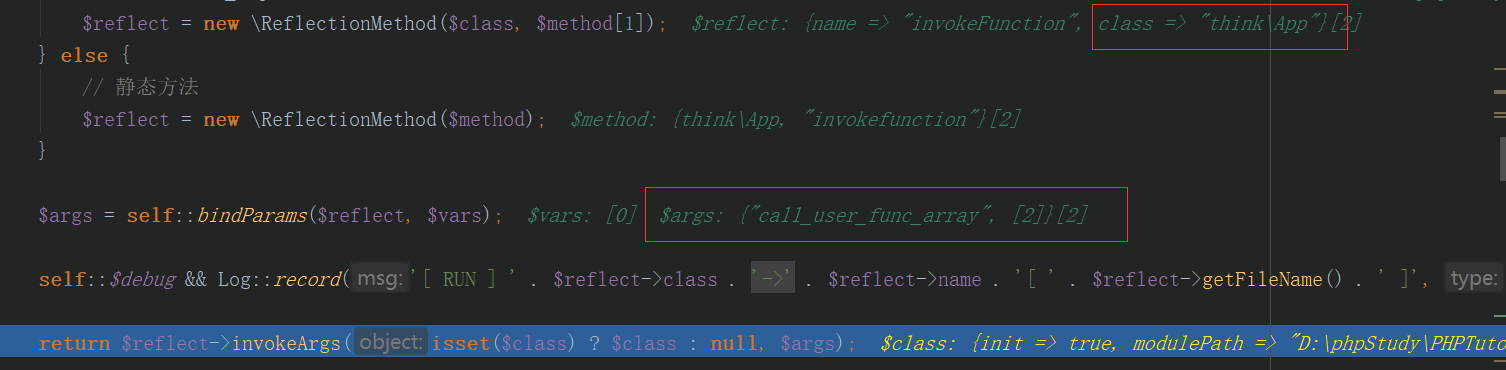 $reflect = new \ReflectionMethod($class, $method[1]); $reflect: {name => "invokeFunction", class => "think\App"}[2]
} else {
// 静态方法
$reflect = new \ReflectionMethod($method); $method: {think\App, "invokefunction"}[2]
}
$args = self::bindParams($reflect, $vars); $vars: [0] $args: {"call_user_func_array", [2]}[2]
self::$debug && Log::record( msg: '[ RUN ] ' . $reflect->class . '->' . $reflect->name . '[ ' . $reflect->getFileName() . ' ]', type:
return $reflect->invokeArgs( object: isset($class) ? $class : null, $args); $class: {init => true, modulePath => "D:\phpStudy\PHPTuto